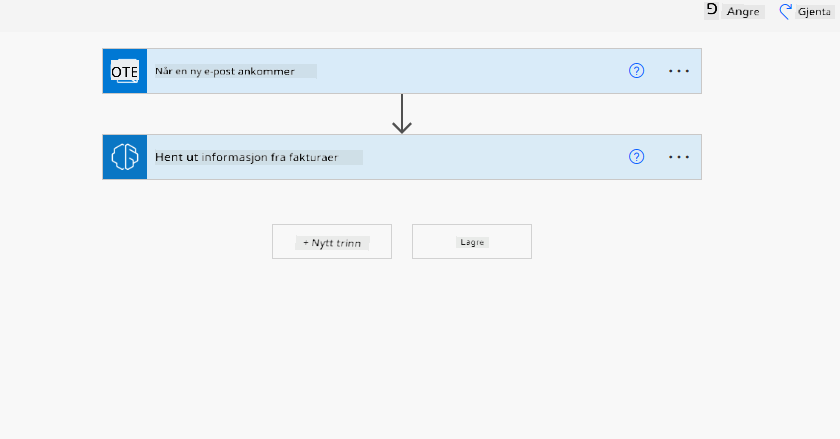 Angre
Gjenta
OTE
Når en ny e-post ankommer
?
Hent ut informasjon fra fakturaer
?
+ Nytt trinn
Lagre